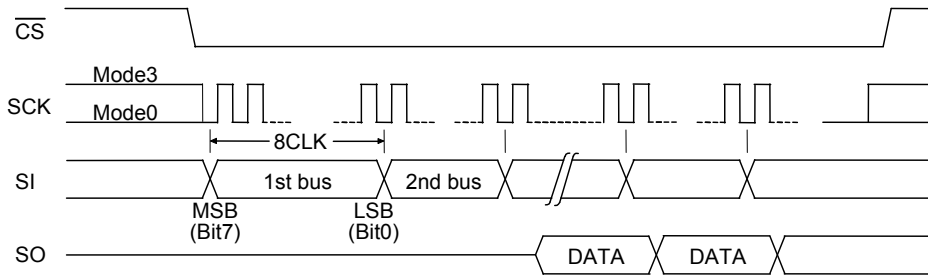 CS
Mode3
SCK
Mode0
8CLK
SI
1st bus
2nd bus
MSB
(Bit7)
LSB
(Bit0)
SO
DATA
DATA